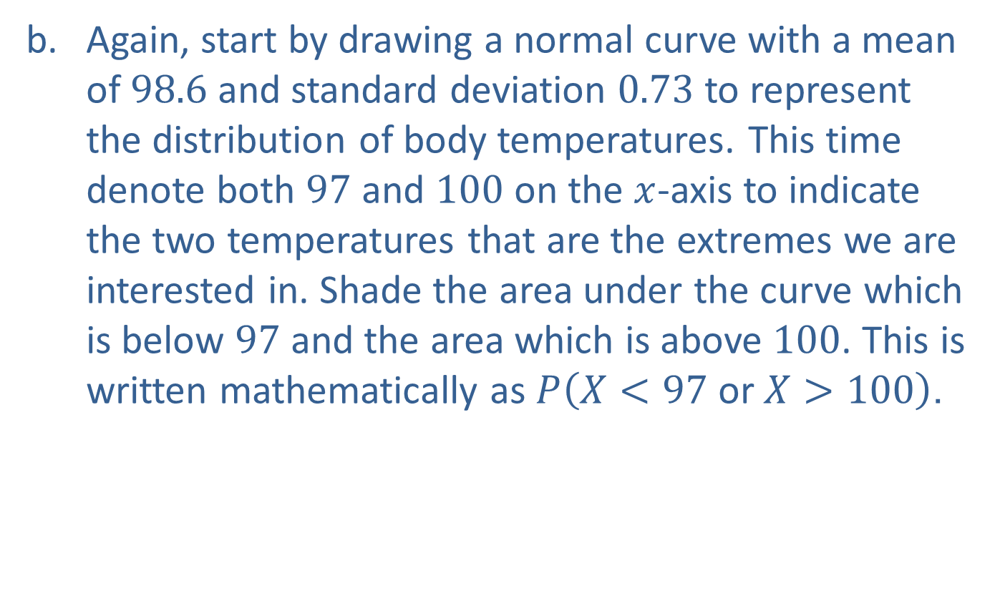 b. Again, start by drawing a normal curve with a mean
of 98.6 and standard deviation 0.73 to represent
the distribution of body temperatures. This time
denote both 97 and 100 on the x-axis to indicate
the two temperatures that are the extremes we are
interested in. Shade the area under the curve which
is below 97 and the area which is above 100. This is
written mathematically as P(X < 97 or X > 100).